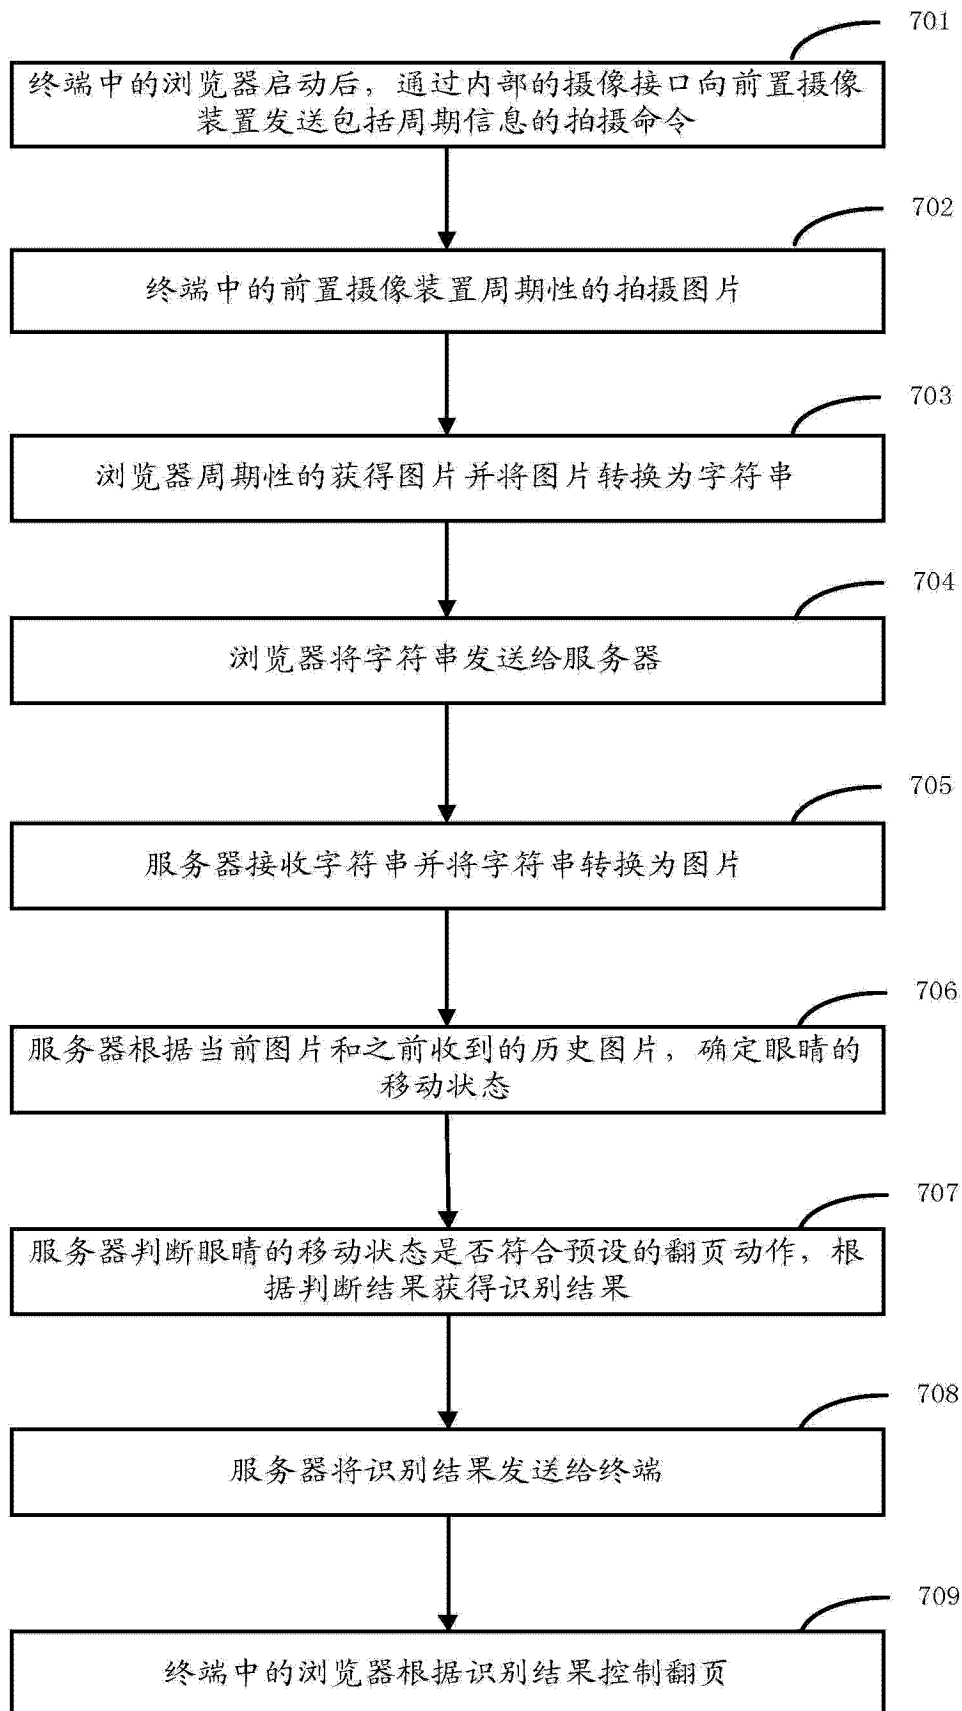 701
终端中的浏览器启动后，通过内部的摄像接口向前置摄像
装置发送包括周期信息的拍摄命令
702
终端中的前置摄像装置周期性的拍摄图片
703
浏览器周期性的获得图片并将图片转换为字符串
704
浏览器将字符串发送给服务器
705
服务器接收字符串并将字符串转换为图片
706
服务器根据当前图片和之前收到的历史图片，确定眼睛的
移动状态
707
服务器判断眼睛的移动状态是否符合预设的翻页动作，根
据判断结果获得识别结果
708
服务器将识别结果发送给终端
709
终端中的浏览器根据识别结果控制翻页